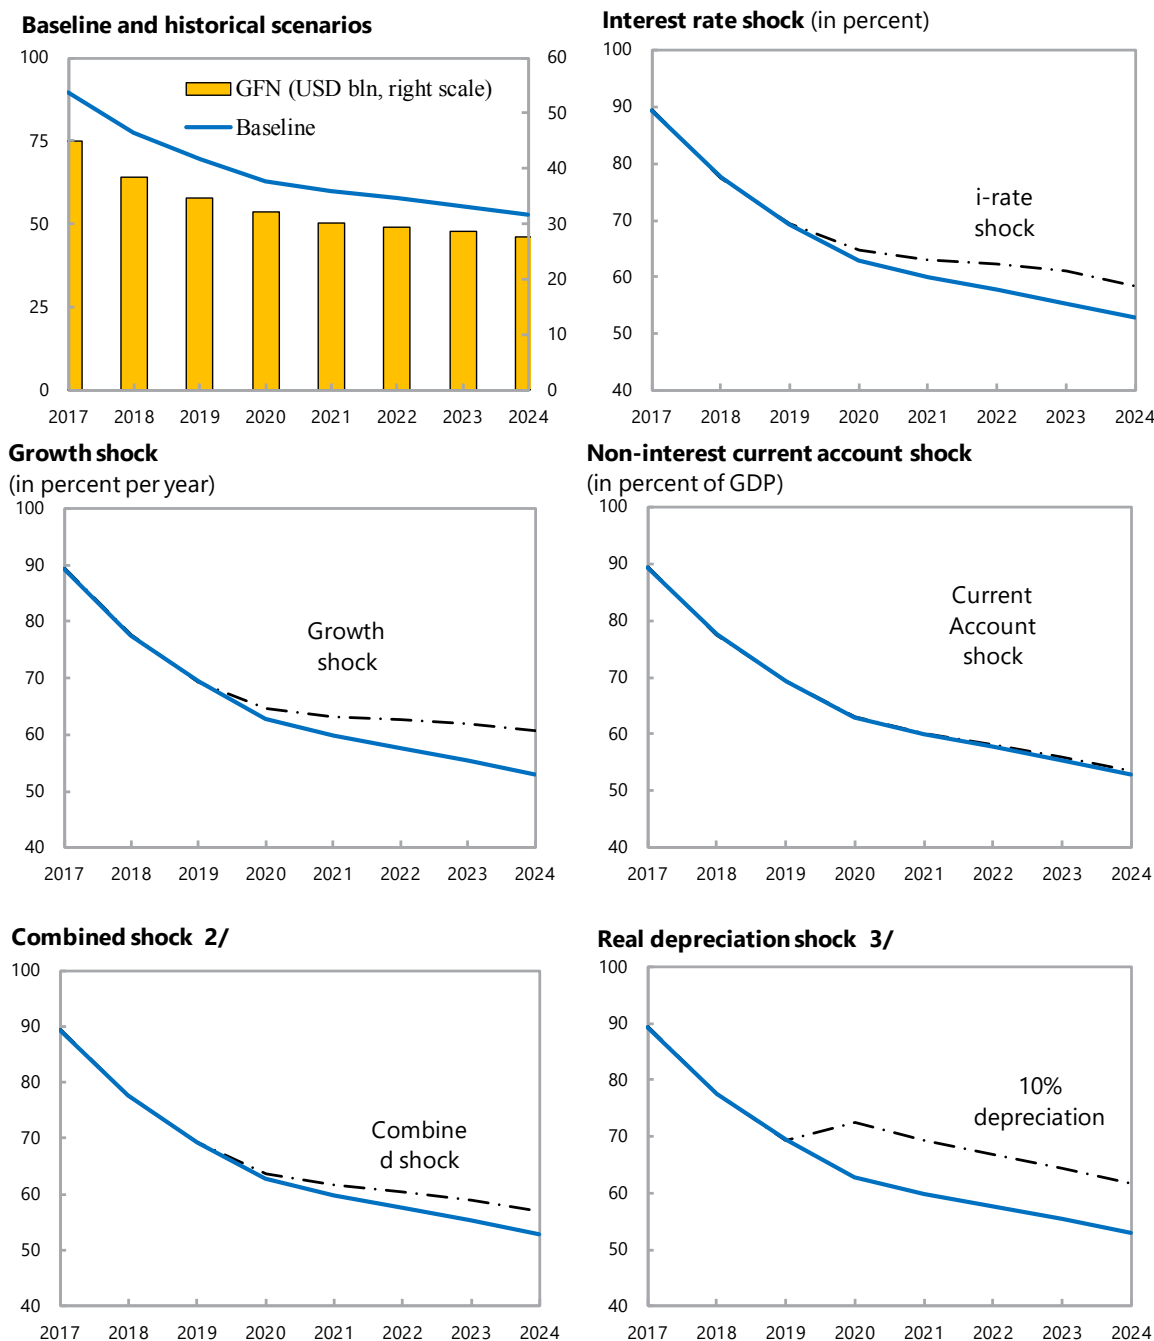 Baseline and historical scenarios
100
75
50
25
0
60
50
40
30
20
10
0
GFN (USD bln, right scale)
Baseline
2017 2018 2019 2020 2021 2022 2023 2024
Interest rate shock (in percent)
100
90
80
70
60
50
40
i-rate
shock
2017 2018 2019 2020 2021 2022 2023 2024
Growth shock
(in percent per year)
100
90
80
70
60
50
40
Growth
shock
2017 2018 2019 2020 2021 2022 2023 2024
Non-interest current account shock
(in percent of GDP)
100
90
80
70
60
50
40
Current
Account
shock
2017 2018 2019 2020 2021 2022 2023 2024
Combined shock 2/
100
90
80
70
60
50
40
Combine
d shock
2017 2018 2019 2020 2021 2022 2023 2024
Real depreciation shock 3/
100
90
80
70
60
50
40
10%
depreciation
2017 2018 2019 2020 2021 2022 2023 2024